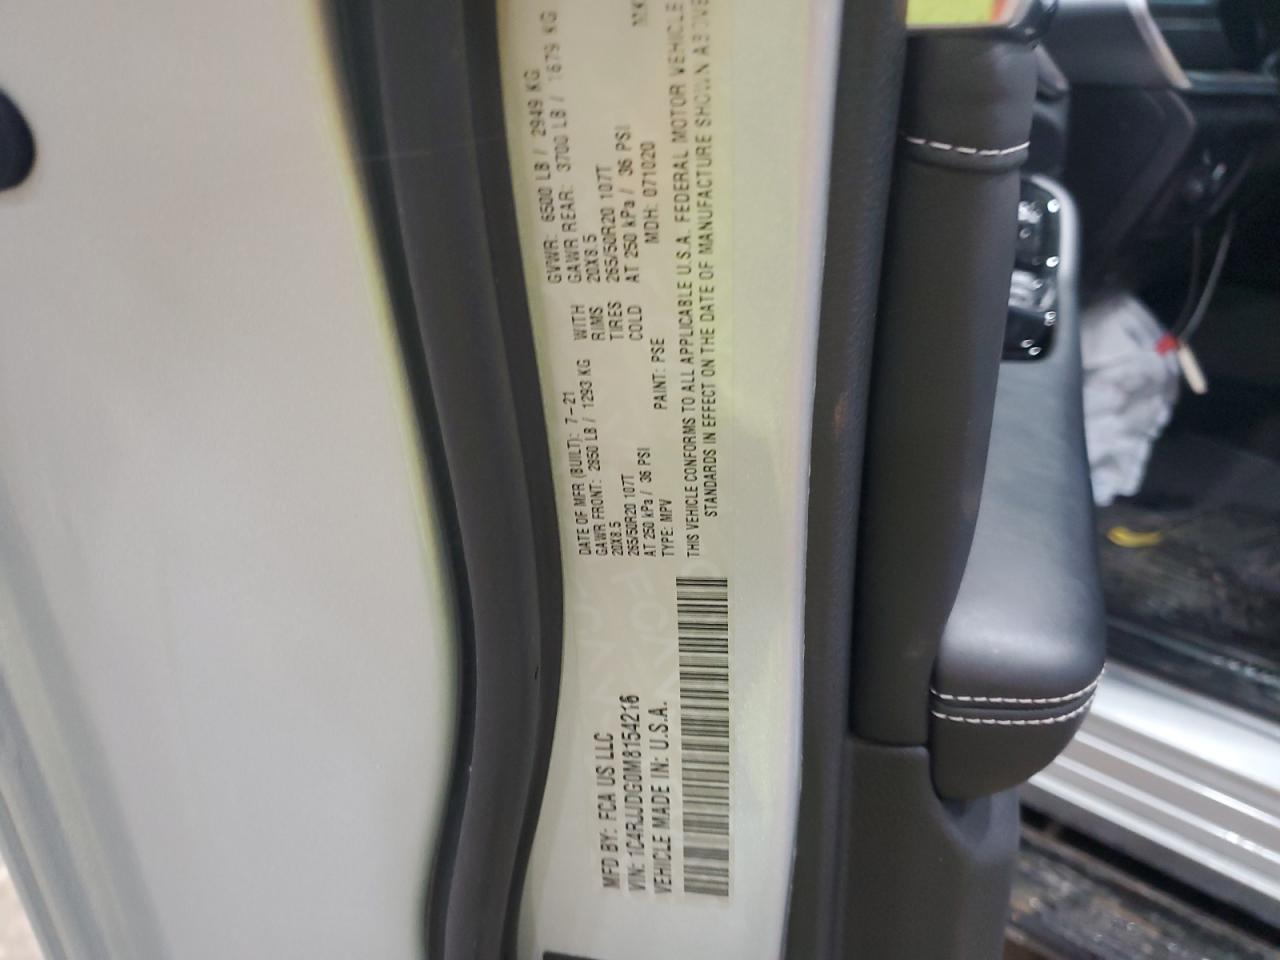 MFD BY: FCA US LLC
DATE OF MFR (BUILT): 7-21
GVWR: 6500 LB / 2949 KG
GAWR FRONT: 2850 LB / 1293 KG WITH
GAWR REAR: 3700 LB / 1679 KG
20X8.5 RIMS 20X8.5
265/50R20 107T TIRES 265/50R20 107T
AT 250 kPa / 36 PSI COLD AT 250 kPa / 36 PSI
VIN: 1C4RJJDG0M8154216
TYPE: MPV PAINT: PSE MDH: 071020
VEHICLE MADE IN: U.S.A.
THIS VEHICLE CONFORMS TO ALL APPLICABLE U.S.A. FEDERAL MOTOR VEHICLE
STANDARDS IN EFFECT ON THE DATE OF MANUFACTURE SHOWN ABOVE